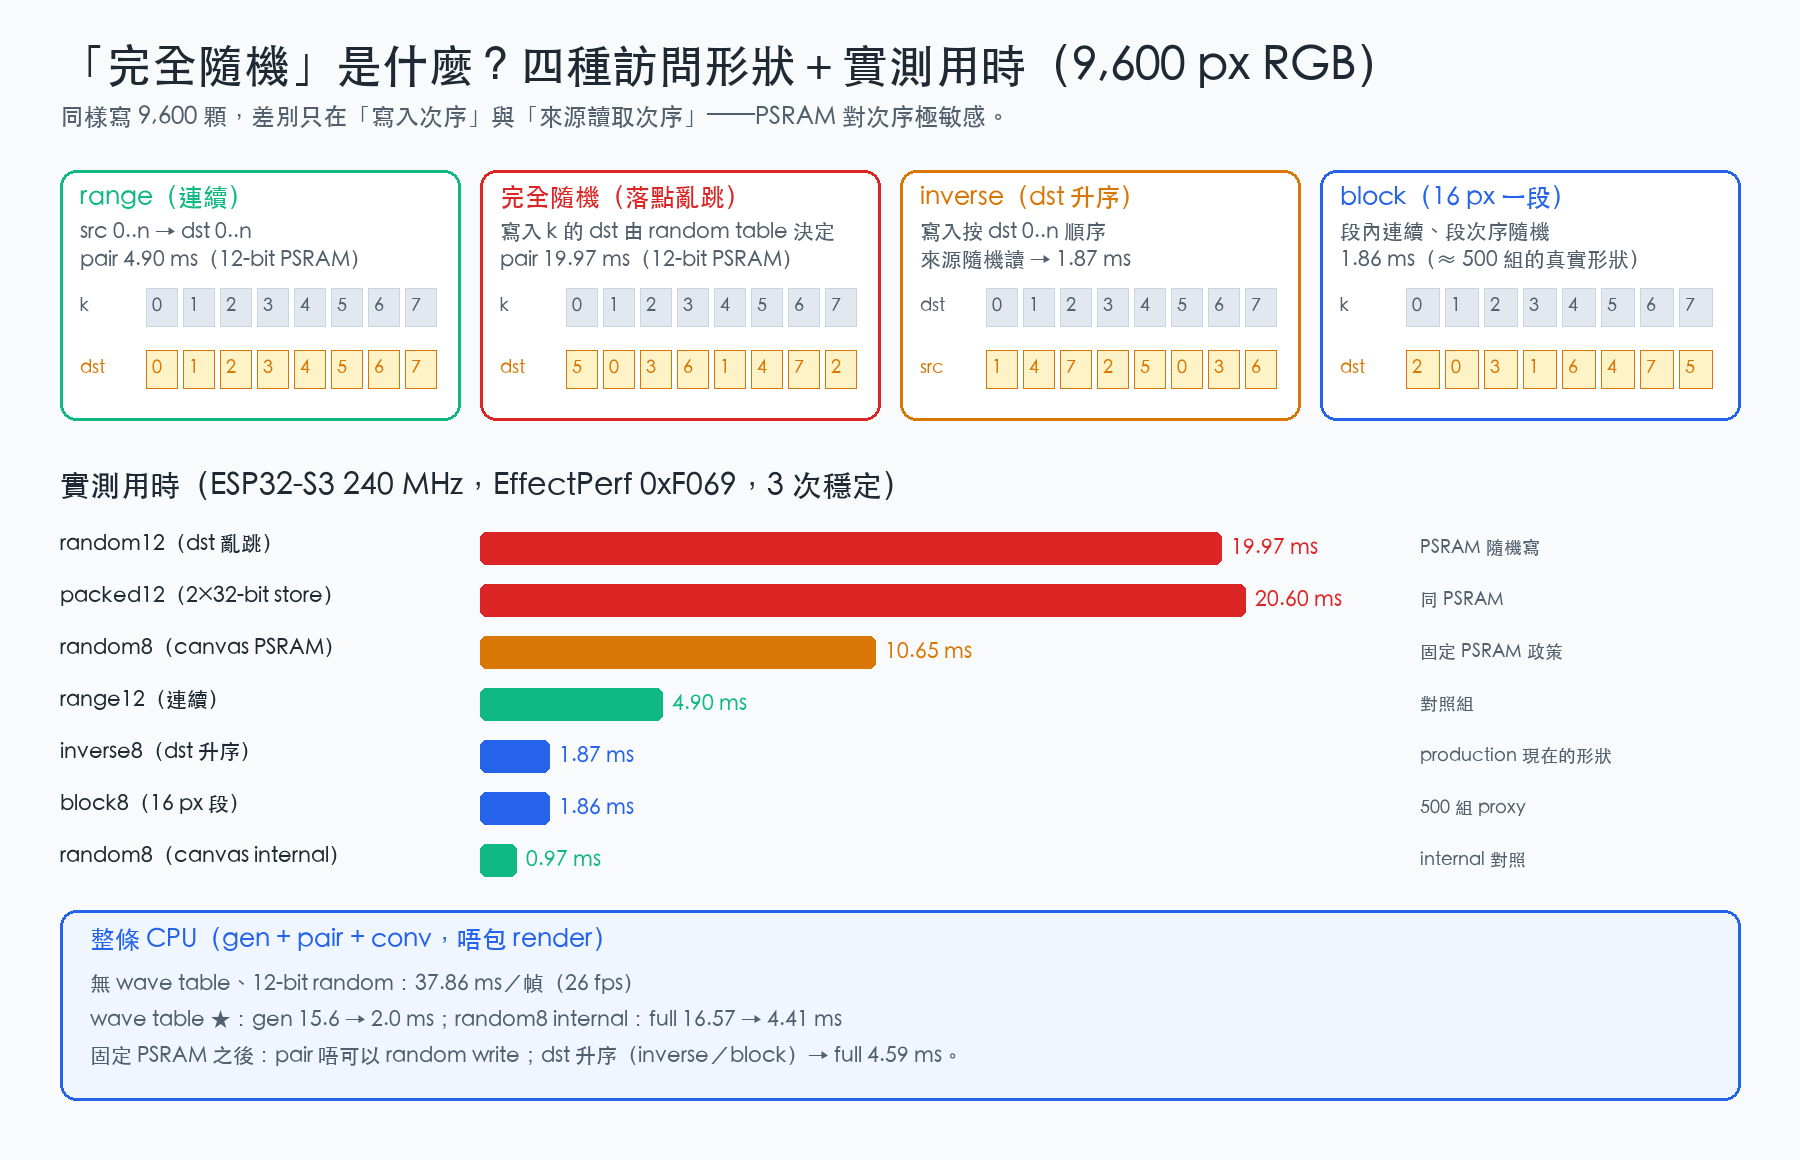 「完全隨機」是什麼？四種訪問形狀＋實測用時（9,600 px RGB）
同樣寫 9,600 顆，差別只在「寫入次序」與「來源讀取次序」——PSRAM 對次序極敏感。
range（連續）
src 0..n → dst 0..n
pair 4.90 ms（12-bit PSRAM）
k 0 1 2 3 4 5 6 7
dst 0 1 2 3 4 5 6 7
完全隨機（落點亂跳）
寫入 k 的 dst 由 random table 決定
pair 19.97 ms（12-bit PSRAM）
k 0 1 2 3 4 5 6 7
dst 5 0 3 6 1 4 7 2
inverse（dst 升序）
寫入按 dst 0..n 順序
來源隨機讀 → 1.87 ms
dst 0 1 2 3 4 5 6 7
src 1 4 7 2 5 0 3 6
block（16 px 一段）
段內連續、段次序隨機
1.86 ms（≈ 500 組的真實形狀）
k 0 1 2 3 4 5 6 7
dst 2 0 3 1 6 4 7 5
實測用時（ESP32-S3 240 MHz，EffectPerf 0xF069，3 次穩定）
random12（dst 亂跳） 19.97 ms PSRAM 隨機寫
packed12（2×32-bit store） 20.60 ms 同 PSRAM
random8（canvas PSRAM） 10.65 ms 固定 PSRAM 政策
range12（連續） 4.90 ms 對照組
inverse8（dst 升序） 1.87 ms production 現在的形狀
block8（16 px 段） 1.86 ms 500 組 proxy
random8（canvas internal） 0.97 ms internal 對照
整條 CPU（gen + pair + conv，唔包 render）
無 wave table、12-bit random：37.86 ms／幀（26 fps）
wave table ★：gen 15.6 → 2.0 ms；random8 internal：full 16.57 → 4.41 ms
固定 PSRAM 之後：pair 唔可以 random write；dst 升序（inverse／block）→ full 4.59 ms。